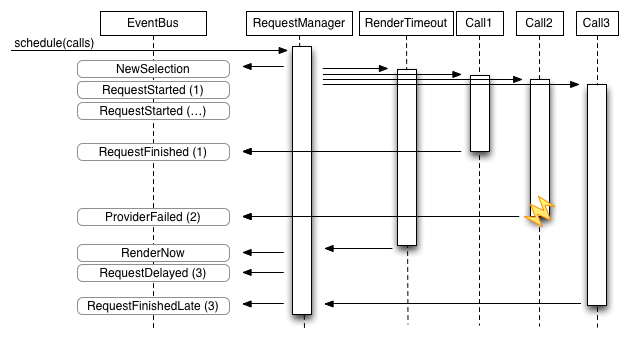 EventBus
RequestManager
RenderTimeout
Call1
Call2
Call3
schedule(calls)
NewSelection
RequestStarted (1)
RequestStarted (…)
RequestFinished (1)
ProviderFailed (2)
RenderNow
RequestDelayed (3)
RequestFinishedLate (3)